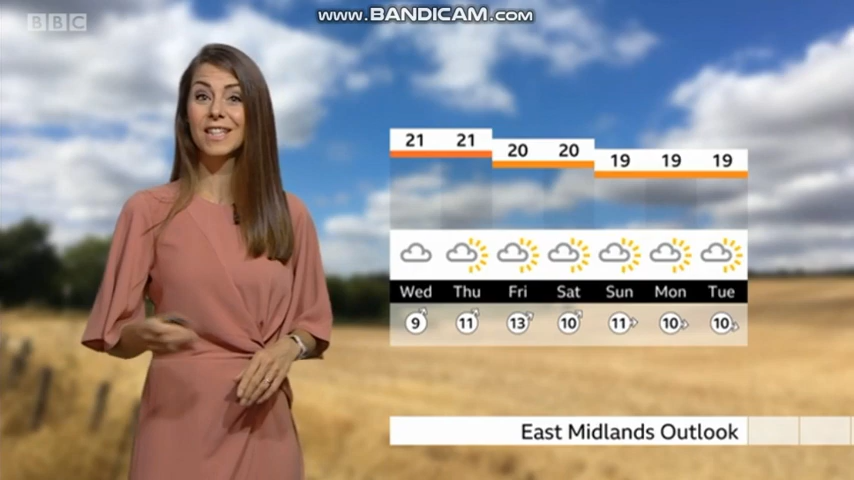 BBC
www.BANDICAM.com
21 21 20 20 19 19 19
Wed Thu Fri Sat Sun Mon Tue
9 11 13 10 11 10 10
East Midlands Outlook